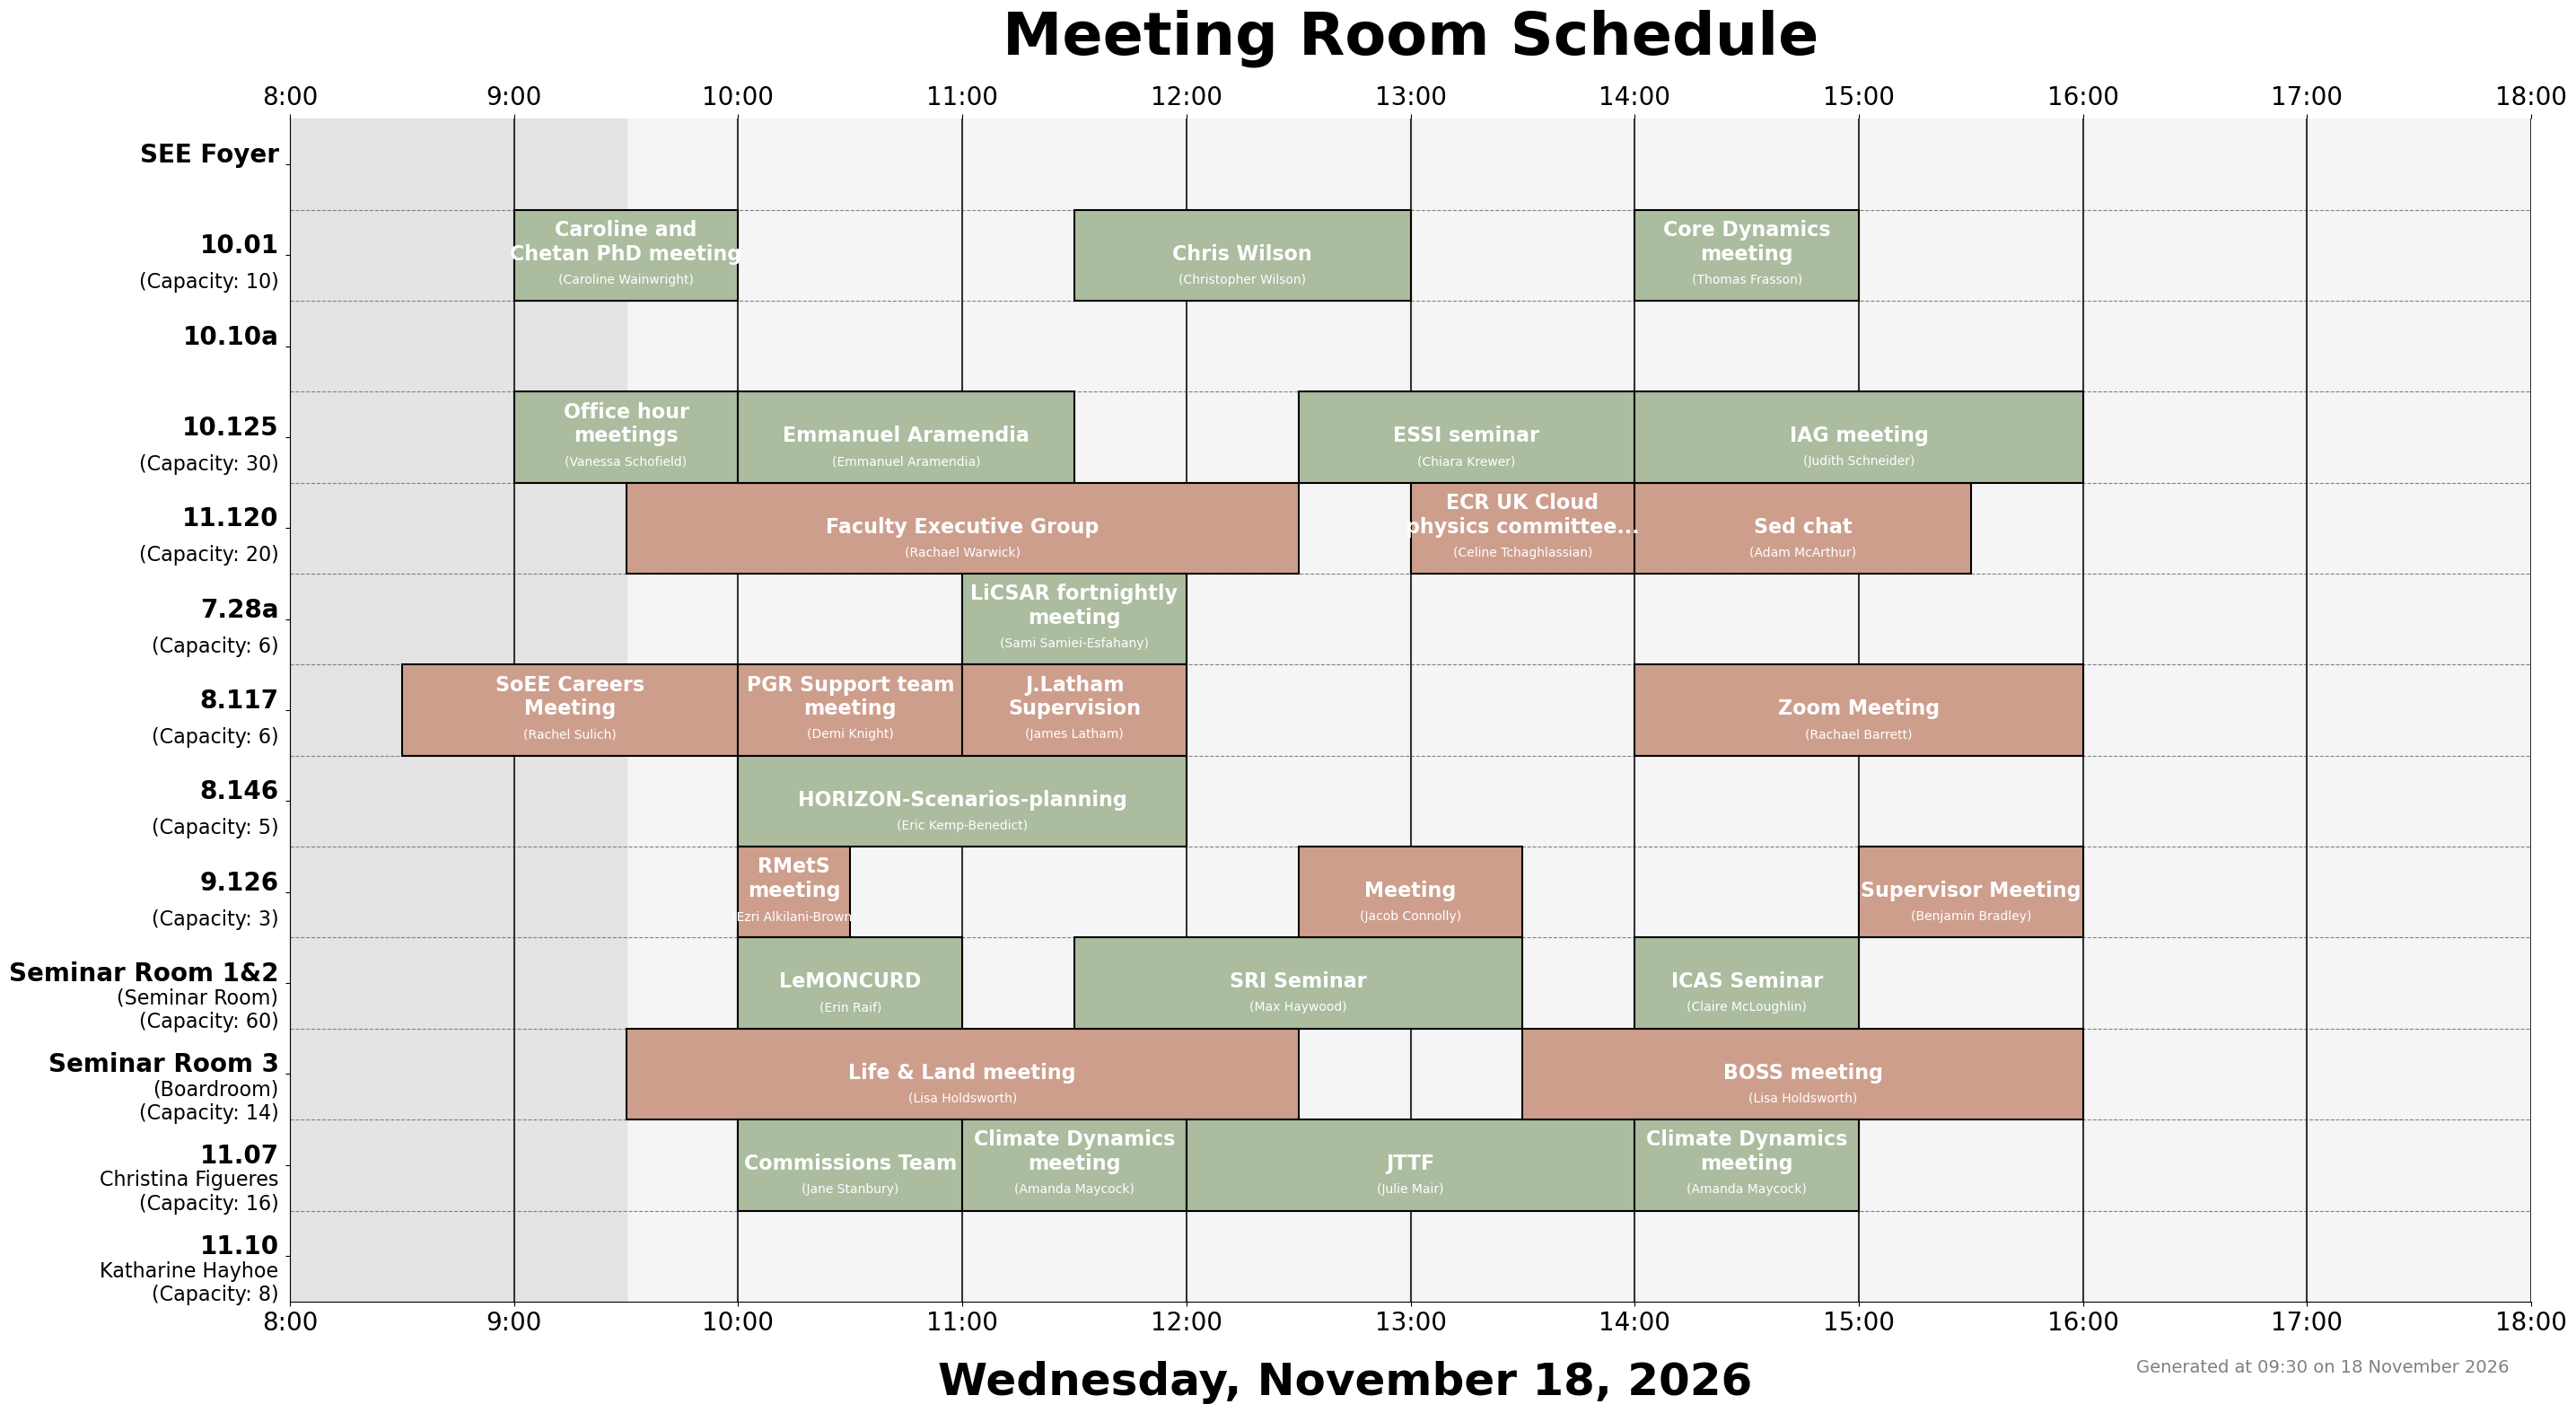 Meeting Room Schedule
8:00 9:00 10:00 11:00 12:00 13:00 14:00 15:00 16:00 17:00 18:00
SEE Foyer
10.01
(Capacity: 10)
Caroline and
Chetan PhD meeting
(Caroline Wainwright)
Chris Wilson
(Christopher Wilson)
Core Dynamics
meeting
(Thomas Frasson)
10.10a
10.125
(Capacity: 30)
Office hour
meetings
(Vanessa Schofield)
Emmanuel Aramendia
(Emmanuel Aramendia)
ESSI seminar
(Chiara Krewer)
IAG meeting
(Judith Schneider)
11.120
(Capacity: 20)
Faculty Executive Group
(Rachael Warwick)
ECR UK Cloud
physics committee...
(Celine Tchaghlassian)
Sed chat
(Adam McArthur)
7.28a
(Capacity: 6)
LiCSAR fortnightly
meeting
(Sami Samiei-Esfahany)
8.117
(Capacity: 6)
SoEE Careers
Meeting
(Rachel Sulich)
PGR Support team
meeting
(Demi Knight)
J.Latham
Supervision
(James Latham)
Zoom Meeting
(Rachael Barrett)
8.146
(Capacity: 5)
HORIZON-Scenarios-planning
(Eric Kemp-Benedict)
9.126
(Capacity: 3)
RMetS
meeting
(Ezri Alkilani-Brown)
Meeting
(Jacob Connolly)
Supervisor Meeting
(Benjamin Bradley)
Seminar Room 1&2
(Seminar Room)
(Capacity: 60)
LeMONCURD
(Erin Raif)
SRI Seminar
(Max Haywood)
ICAS Seminar
(Claire McLoughlin)
Seminar Room 3
(Boardroom)
(Capacity: 14)
Life & Land meeting
(Lisa Holdsworth)
BOSS meeting
(Lisa Holdsworth)
11.07
Christina Figueres
(Capacity: 16)
Commissions Team
(Jane Stanbury)
Climate Dynamics
meeting
(Amanda Maycock)
JTTF
(Julie Mair)
Climate Dynamics
meeting
(Amanda Maycock)
11.10
Katharine Hayhoe
(Capacity: 8)
8:00 9:00 10:00 11:00 12:00 13:00 14:00 15:00 16:00 17:00 18:00
Wednesday, November 18, 2026
Generated at 09:30 on 18 November 2026